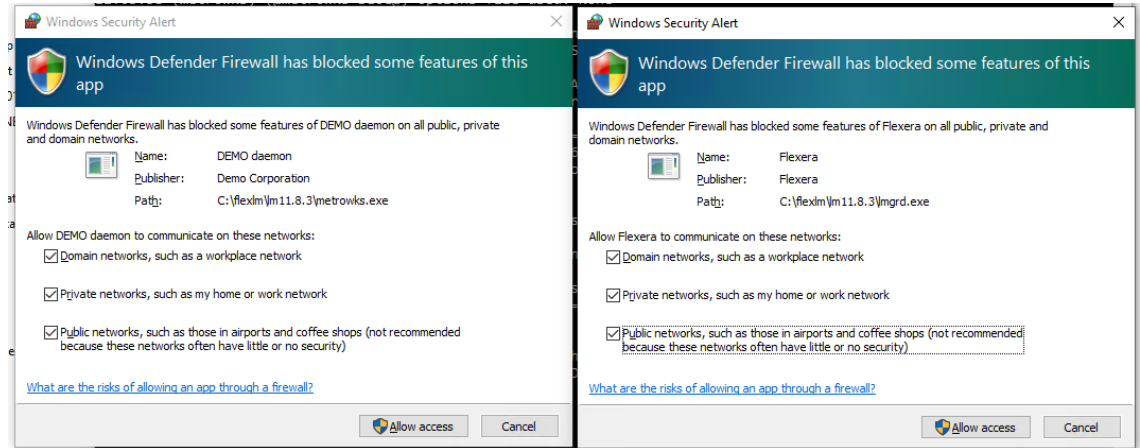 Windows Security Alert
Windows Defender Firewall has blocked some features of this
app
Windows Defender Firewall has blocked some features of DEMO daemon on all public, private
and domain networks.
Name: DEMO daemon
Publisher: Demo Corporation
Path: C:\flexlm\lm11.8.3\metrowks.exe
Allow DEMO daemon to communicate on these networks:
Domain networks, such as a workplace network
Private networks, such as my home or work network
Public networks, such as those in airports and coffee shops (not recommended
because these networks often have little or no security)
What are the risks of allowing an app through a firewall?
Allow access Cancel
Windows Security Alert
Windows Defender Firewall has blocked some features of this
app
Windows Defender Firewall has blocked some features of Flexera on all public, private and
domain networks.
Name: Flexera
Publisher: Flexera
Path: C:\flexlm\lm11.8.3\lmgrd.exe
Allow Flexera to communicate on these networks:
Domain networks, such as a workplace network
Private networks, such as my home or work network
Public networks, such as those in airports and coffee shops (not recommended
because these networks often have little or no security)
What are the risks of allowing an app through a firewall?
Allow access Cancel